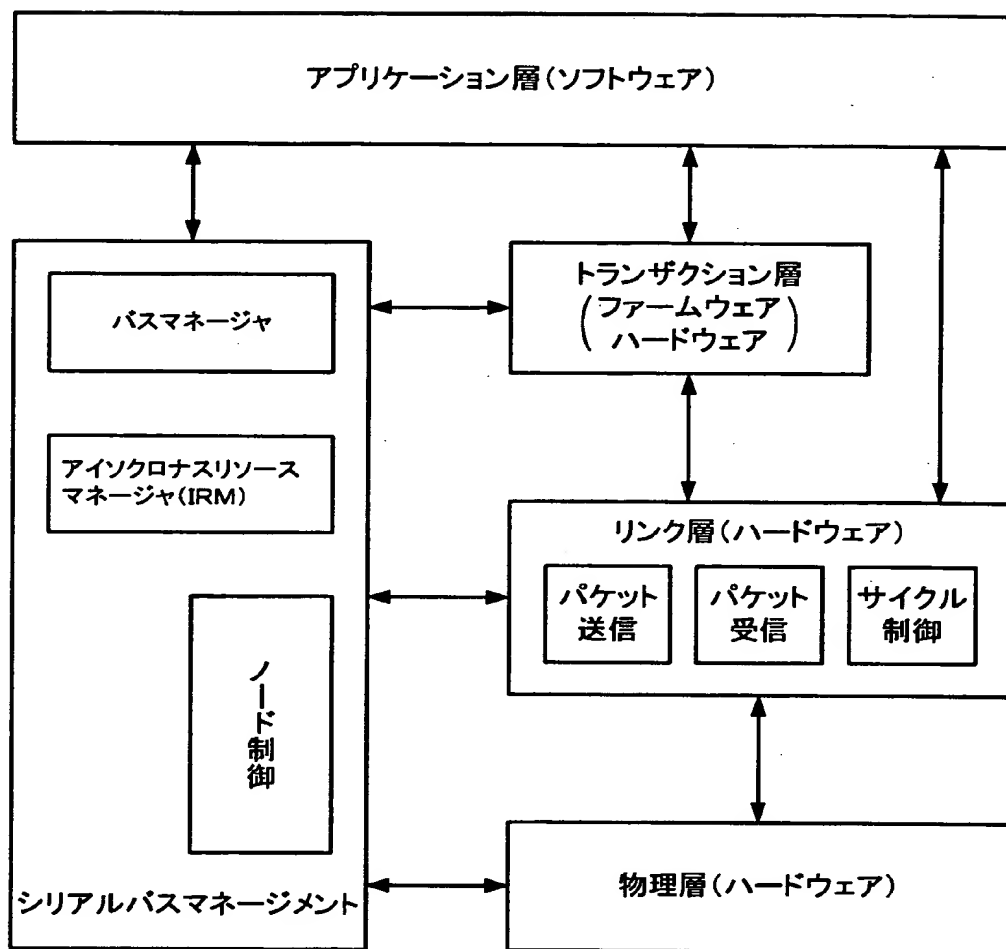 アプリケーション層(ソフトウェア)
バスマネージャ
アイソクロナスリソース
マネージャ(IRM)
ノード制御
シリアルバスマネージメント
トランザクション層
(ファームウェア
ハードウェア)
リンク層(ハードウェア)
パケット
送信
パケット
受信
サイクル
制御
物理層(ハードウェア)